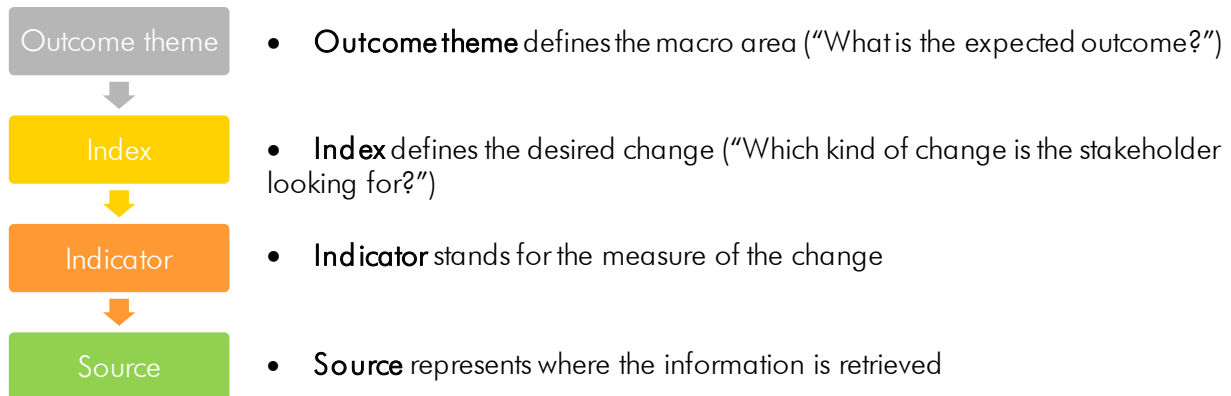 Outcome theme
• Outcome theme defines the macro area (“What is the expected outcome?”)
Index
• Index defines the desired change (“Which kind of change is the stakeholder
looking for?”)
Indicator
• Indicator stands for the measure of the change
Source
• Source represents where the information is retrieved